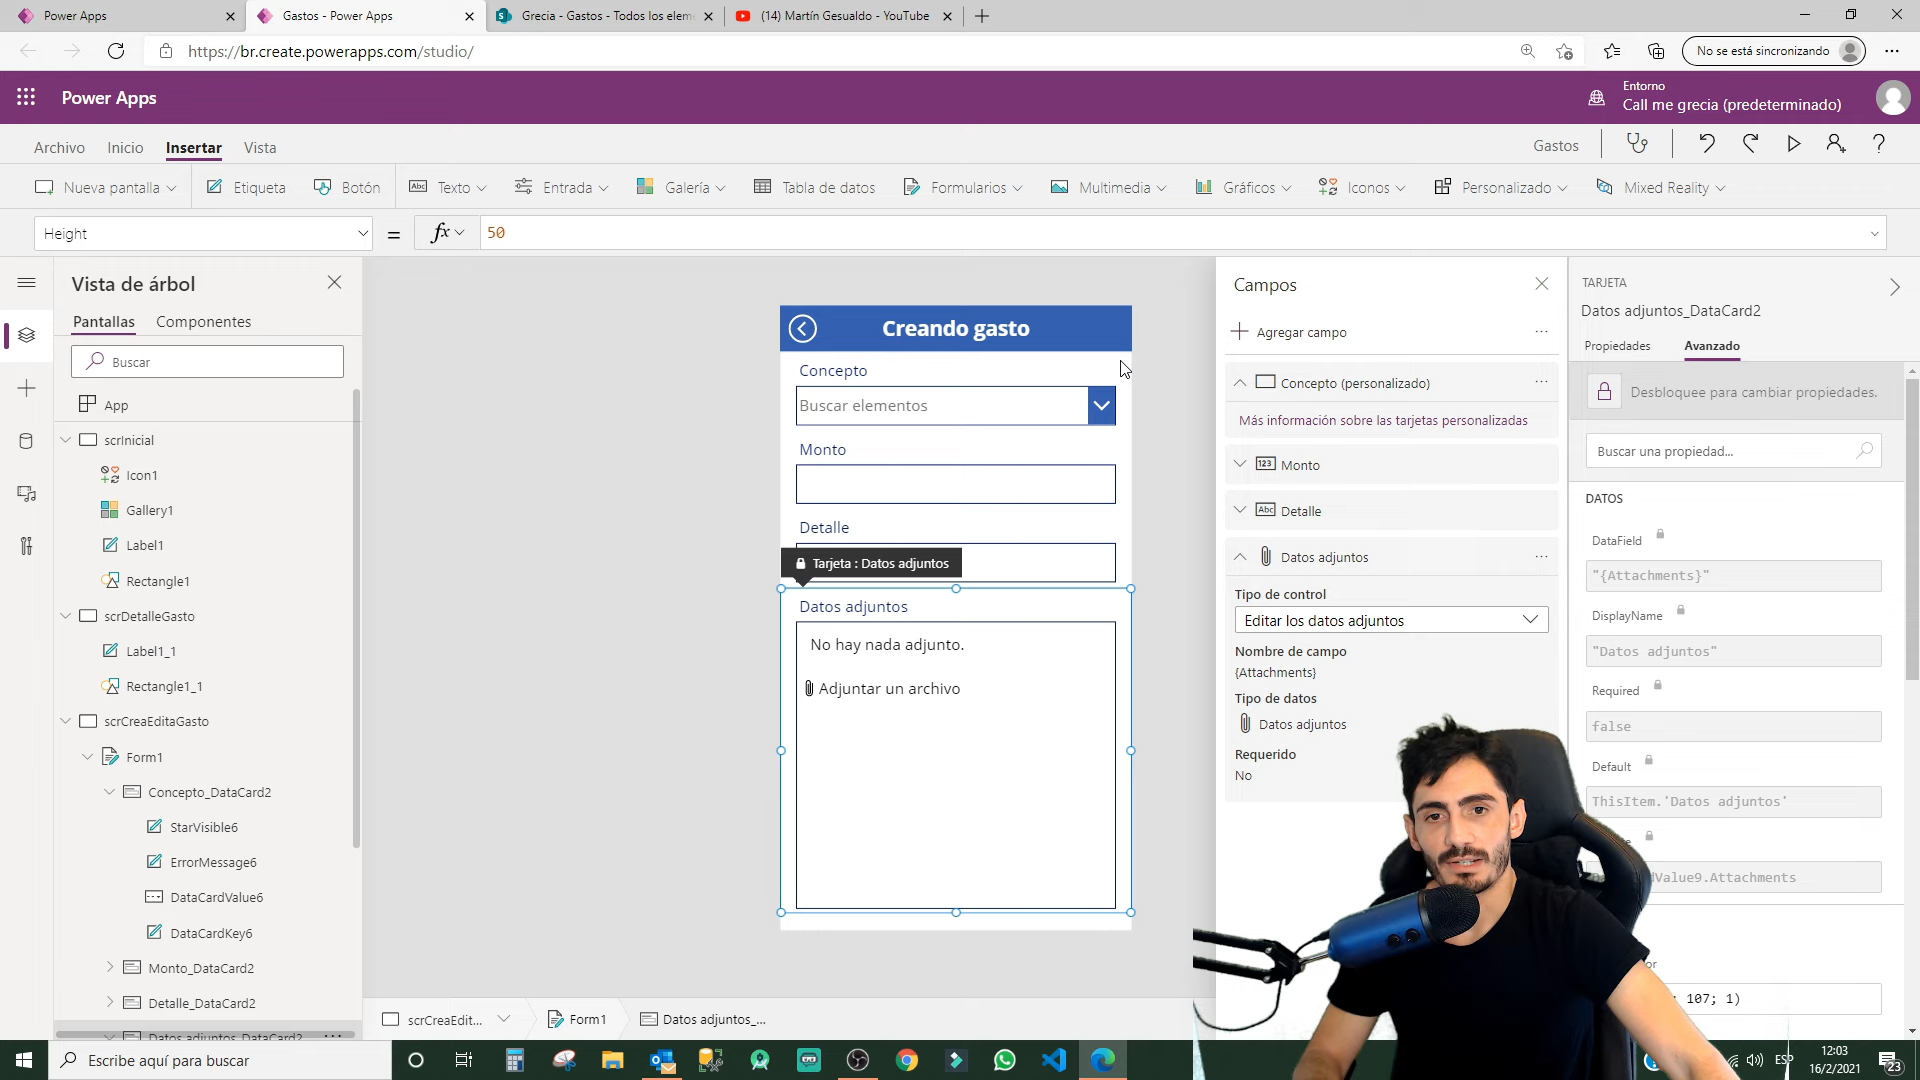 Power Apps
Gastos - Power Apps
Grecia - Gastos - Todos los elem
(14) Martín Gesualdo - YouTube
https://br.create.powerapps.com/studio/
No se está sincronizando
Power Apps
Entorno
Call me grecia (predeterminado)
Archivo
Inicio
Insertar
Vista
Gastos
Nueva pantalla
Etiqueta
Botón
Abc
Texto
Entrada
Galería
Tabla de datos
Formularios
Multimedia
Gráficos
Iconos
Personalizado
Mixed Reality
Height
=
fx
50
Vista de árbol
Pantallas
Componentes
Buscar
App
scrInicial
Icon1
Gallery1
Label1
Rectangle1
scrDetalleGasto
Label1_1
Rectangle1_1
scrCreaEditaGasto
Form1
Concepto_DataCard2
StarVisible6
ErrorMessage6
DataCardValue6
DataCardKey6
Monto_DataCard2
Detalle_DataCard2
Datos adjuntos_DataCard2
Creando gasto
Concepto
Buscar elementos
Monto
Detalle
Tarjeta : Datos adjuntos
Datos adjuntos
No hay nada adjunto.
Adjuntar un archivo
scrCreaEdit...
Form1
Datos adjuntos_...
Campos
Agregar campo
Concepto (personalizado)
Más información sobre las tarjetas personalizadas
123 Monto
Abc Detalle
Datos adjuntos
Tipo de control
Editar los datos adjuntos
Nombre de campo
{Attachments}
Tipo de datos
Datos adjuntos
Requerido
No
TARJETA
Datos adjuntos_DataCard2
Propiedades
Avanzado
Desbloquee para cambiar propiedades.
Buscar una propiedad...
DATOS
DataField
"{Attachments}"
DisplayName
"Datos adjuntos"
Required
false
Default
ThisItem.'Datos adjuntos'
Value9.Attachments
or
; 107; 1)
Escribe aquí para buscar
ESP
12:03
16/2/2021
23